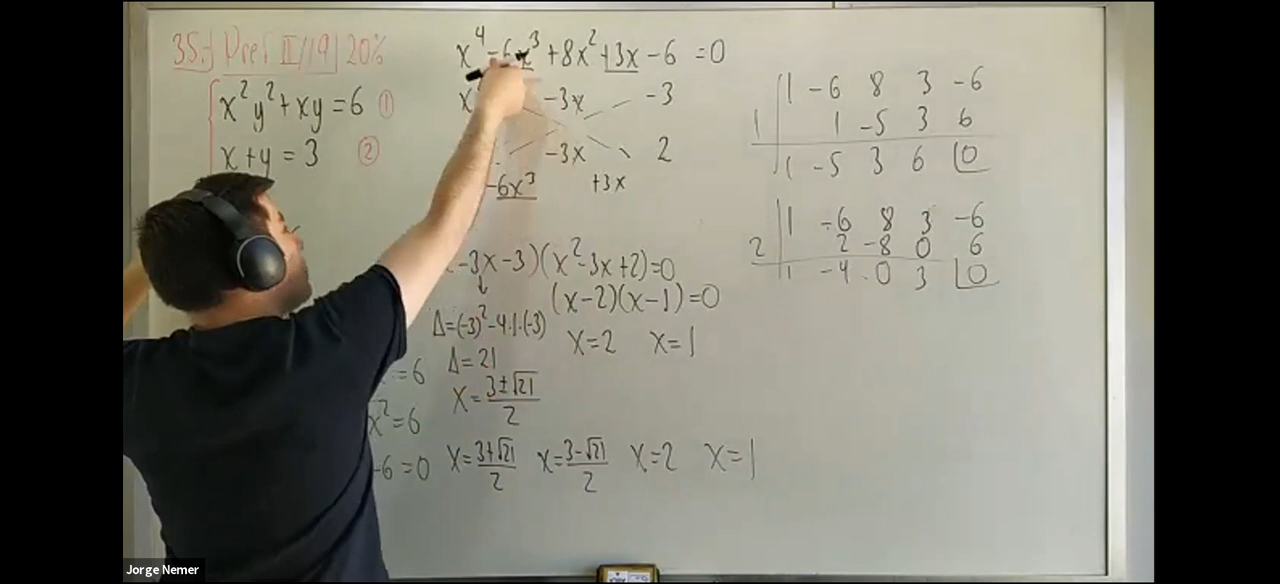 35.) Pref II/19 20%
x²y² + xy = 6 ①
x + y = 3 ②
x⁴ - 6x³ + 8x² + 3x - 6 = 0
x² -3x -3
-3x 2
-6x³ +3x
-3x-3)(x²-3x+2)=0
(x-2)(x-1)=0
Δ=(-3)²-4·1·(-3)
x=2 x=1
Δ=21
=6
x=3±√21/2
x²=6
-6=0
x=3+√21/2 x=3-√21/2 x=2 x=1
1 -6 8 3 -6
1 1 -5 3 6
1 -5 3 6 0
1 -6 8 3 -6
2 2 -8 0 6
1 -4 0 3 0
Jorge Nemer